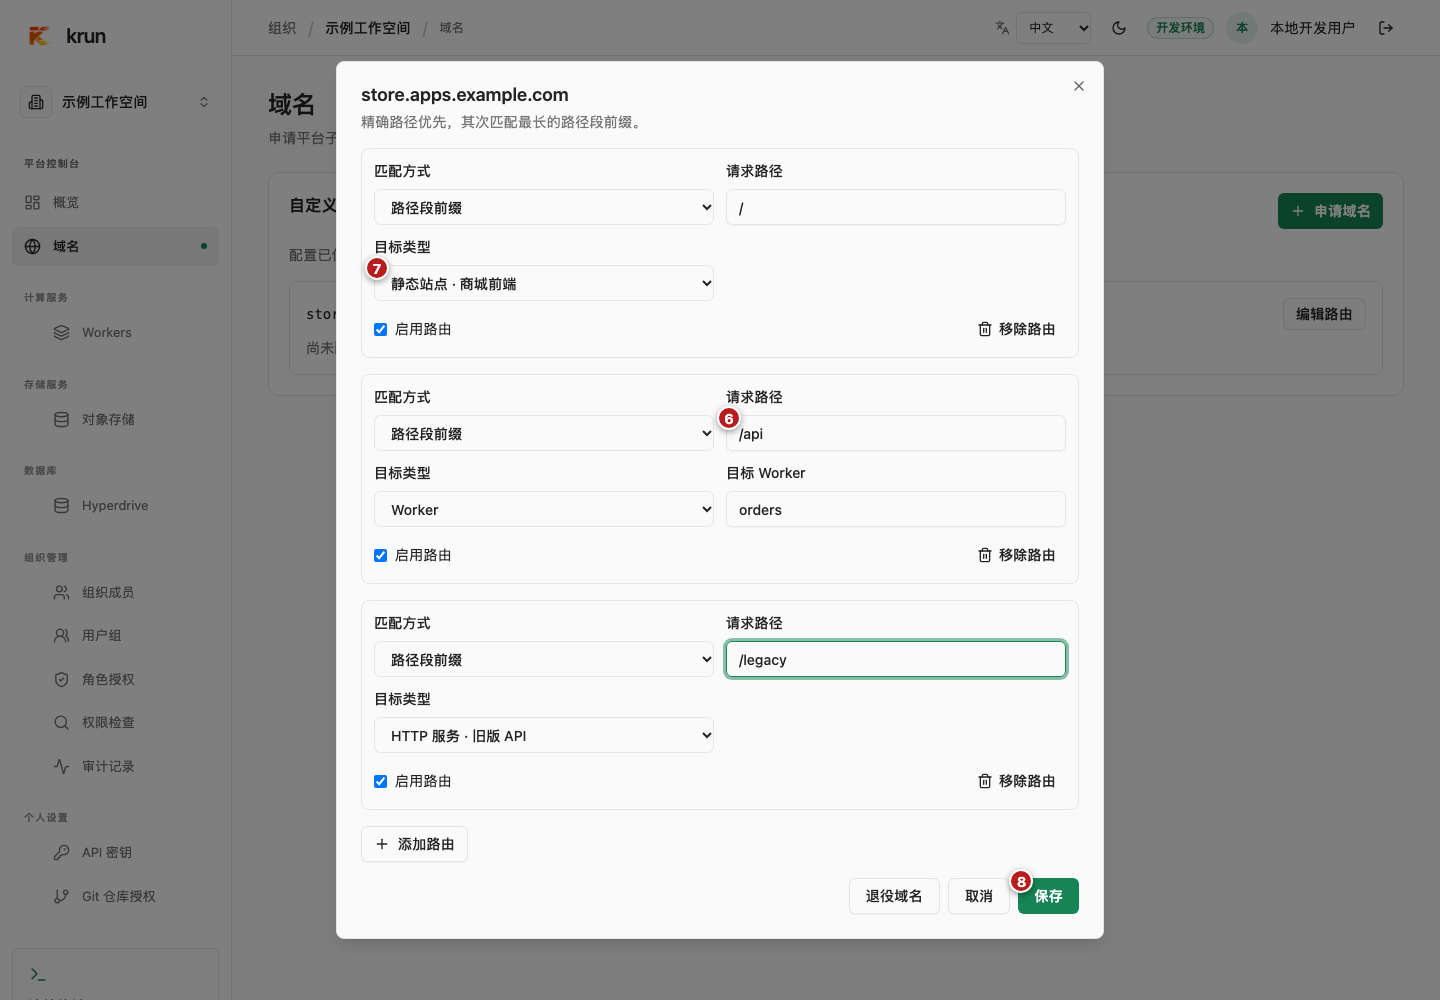 krun
组织 / 示例工作空间 / 域名
中文
开发环境
本
本地开发用户
示例工作空间
平台控制台
概览
域名
计算服务
Workers
存储服务
对象存储
数据库
Hyperdrive
组织管理
组织成员
用户组
角色授权
权限检查
审计记录
个人设置
API 密钥
Git 仓库授权
域名
申请平台子
自定义
申请域名
配置已
stor
编辑路由
尚未
store.apps.example.com
精确路径优先，其次匹配最长的路径段前缀。
匹配方式
请求路径
路径段前缀
/
目标类型
7
静态站点 · 商城前端
启用路由
移除路由
匹配方式
请求路径
6
路径段前缀
/api
目标类型
目标 Worker
Worker
orders
启用路由
移除路由
匹配方式
请求路径
路径段前缀
/legacy
目标类型
HTTP 服务 · 旧版 API
启用路由
移除路由
添加路由
8
退役域名
取消
保存